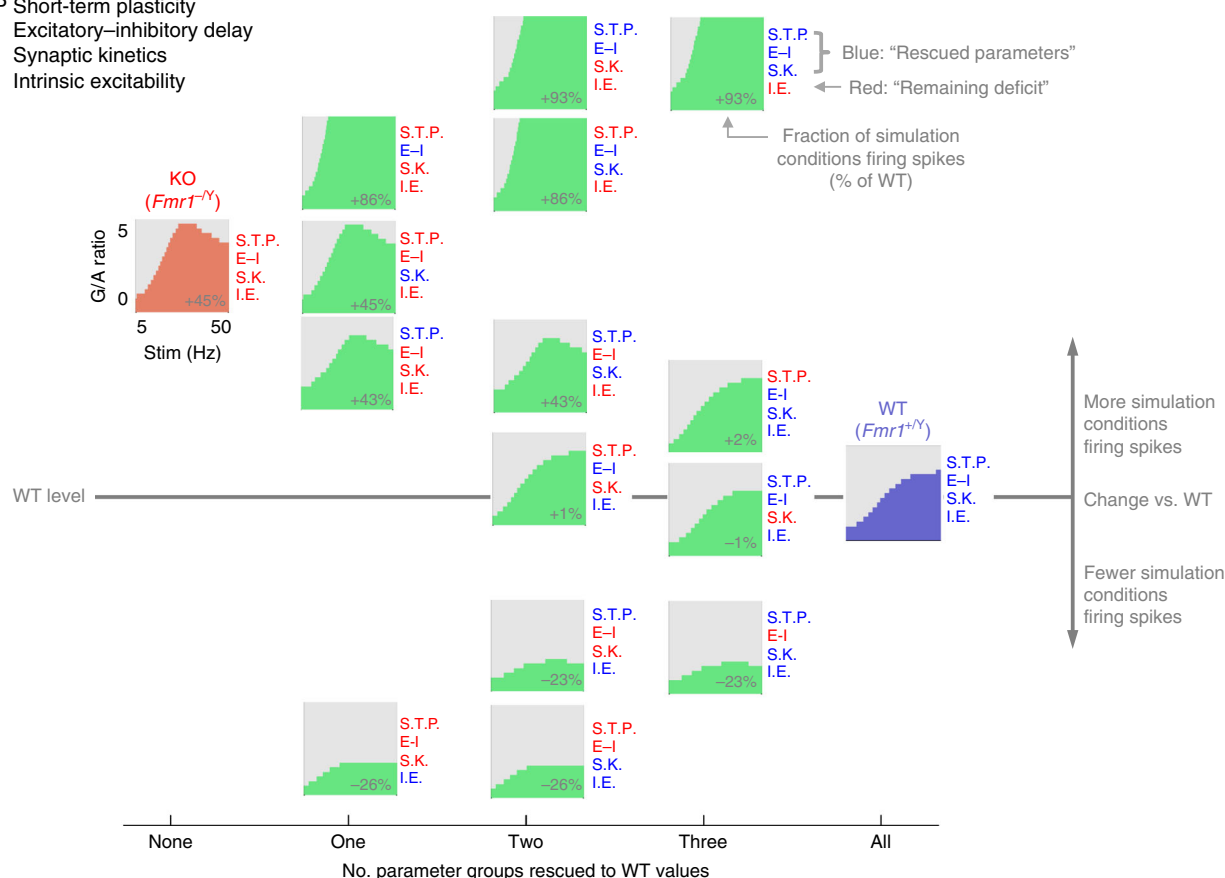 P Short-term plasticity
Excitatory–inhibitory delay
Synaptic kinetics
Intrinsic excitability
S.T.P.
E–I
S.K.
I.E.
+93%
S.T.P.
E–I
S.K.
I.E.
+93%
Blue: “Rescued parameters”
Red: “Remaining deficit”
Fraction of simulation
conditions firing spikes
(% of WT)
S.T.P.
E–I
S.K.
I.E.
+86%
S.T.P.
E–I
S.K.
I.E.
+86%
KO
(Fmr1–/Y)
G/A ratio
5
0
5 50
Stim (Hz)
S.T.P.
E–I
S.K.
I.E.
+45%
S.T.P.
E–I
S.K.
I.E.
+45%
S.T.P.
E–I
S.K.
I.E.
+43%
S.T.P.
E–I
S.K.
I.E.
+43%
S.T.P.
E-I
S.K.
I.E.
+2%
WT
(Fmr1+/Y)
S.T.P.
E–I
S.K.
I.E.
More simulation
conditions
firing spikes
Change vs. WT
Fewer simulation
conditions
firing spikes
WT level
S.T.P.
E–I
S.K.
I.E.
+1%
S.T.P.
E-I
S.K.
I.E.
–1%
S.T.P.
E–I
S.K.
I.E.
–23%
S.T.P.
E-I
S.K.
I.E.
–23%
S.T.P.
E-I
S.K.
I.E.
–26%
S.T.P.
E–I
S.K.
I.E.
–26%
None One Two Three All
No. parameter groups rescued to WT values